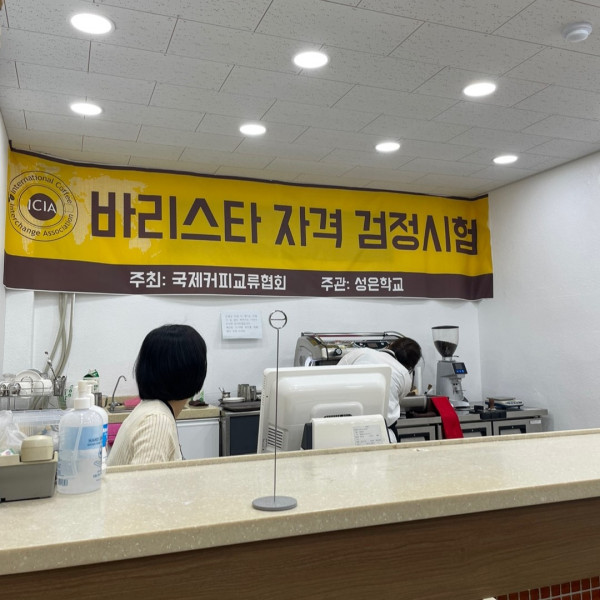 International Coffee
ICIA
Interchange Association
바리스타 자격 검정시험
주최: 국제커피교류협회 주관: 성은학교